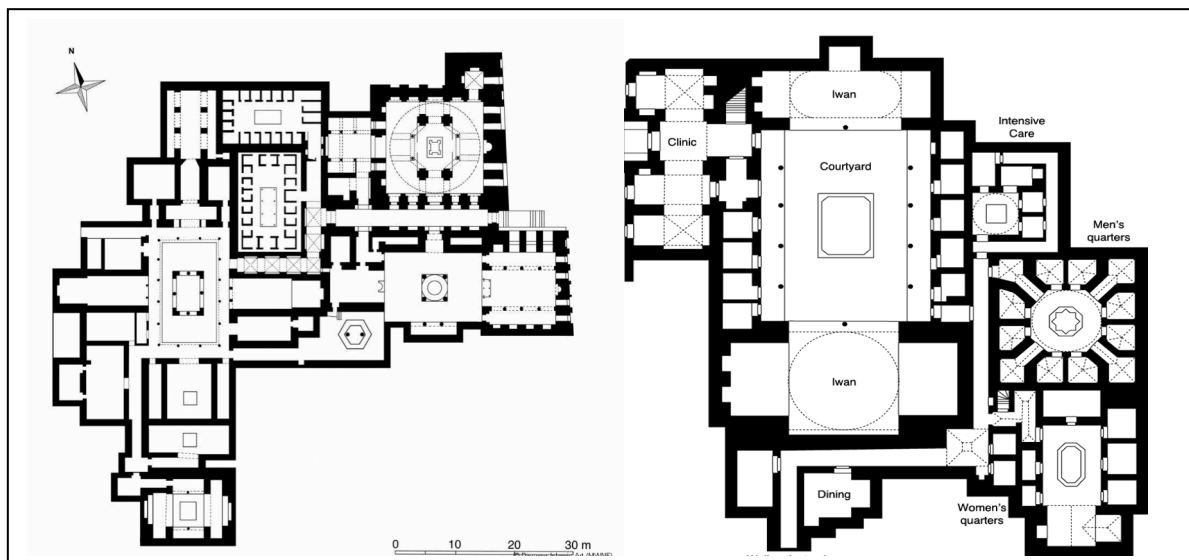 N
0 10 20 30 m
Iwan
Clinic
Courtyard
Intensive
Care
Men's
quarters
Iwan
Dining
Women's
quarters